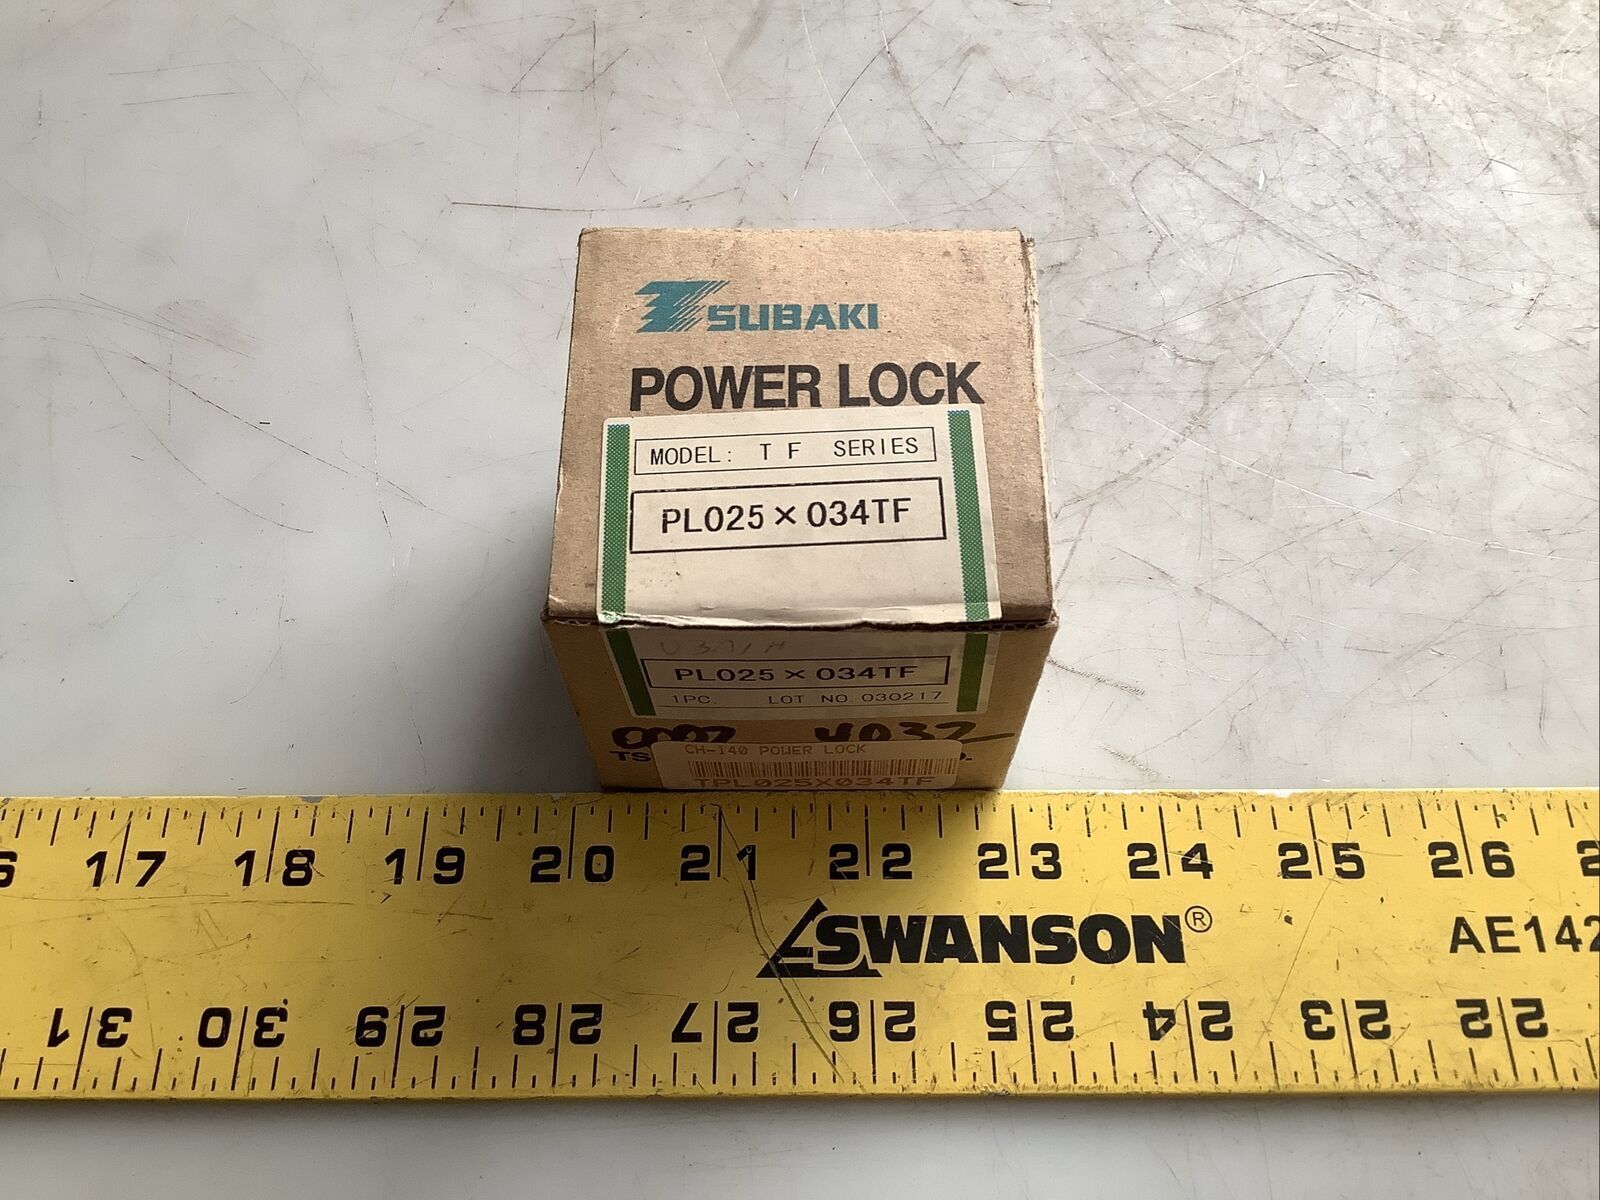 TSUBAKI
POWER LOCK
MODEL: TF SERIES
PL025×034TF
PL025×034TF
1PC. LOT NO. 030217
TS
CH-140 POWER LOCK
TPL025X034TF
17 18 19 20 21 22 23 24 25 26
SWANSON® AE142
31 30 29 28 27 26 25 24 23 22